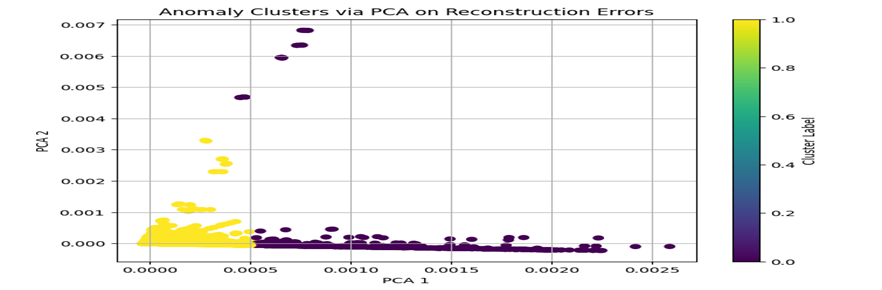 Anomaly Clusters via PCA on Reconstruction Errors
0.007
0.006
0.005
0.004
0.003
0.002
0.001
0.000
PCA 2
0.0000 0.0005 0.0010 0.0015 0.0020 0.0025
PCA 1
1.0
0.8
0.6
0.4
0.2
0.0
Cluster Label